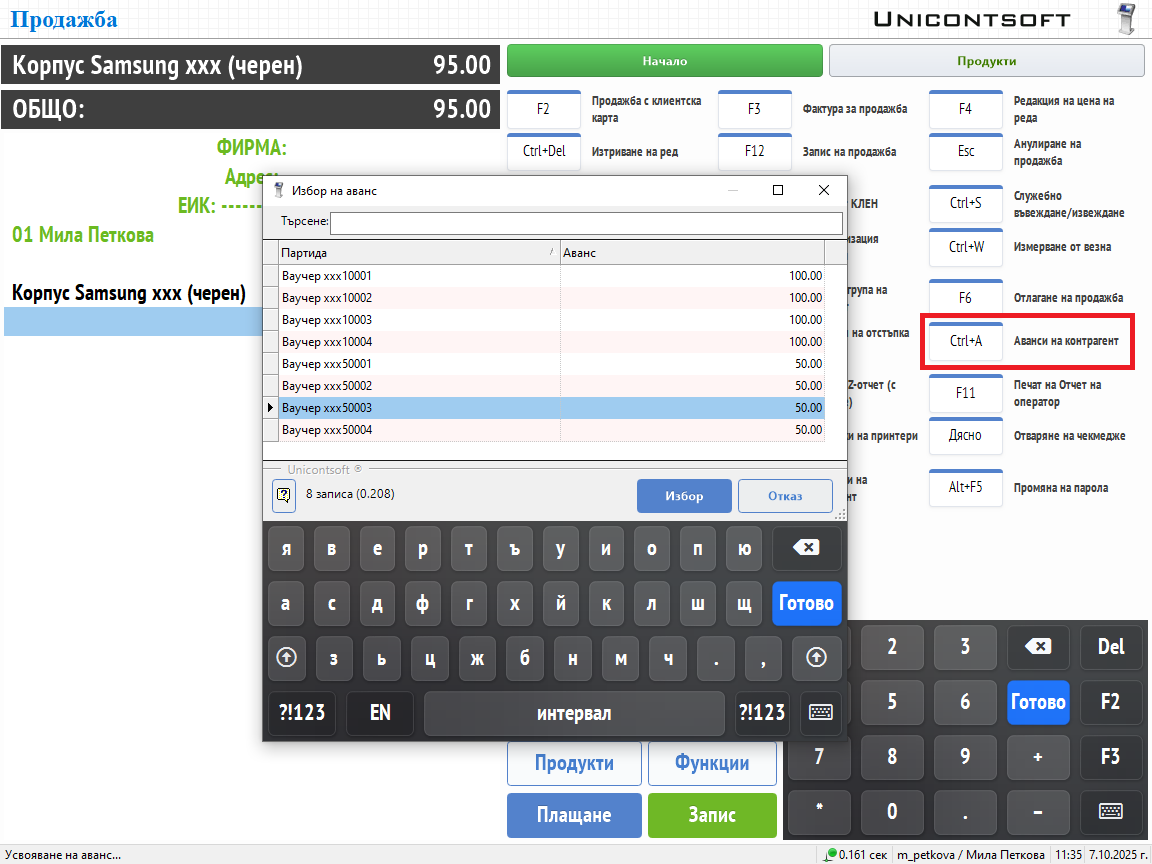 Продажба
UNICONTSOFT
Корпус Samsung xxx (черен) 95.00
ОБЩО: 95.00
ФИРМА:
Адрес:
ЕИК: ------
01 Мила Петкова
Корпус Samsung xxx (черен)
Начало
Продукти
F2 Продажба с клиентска карта
F3 Фактура за продажба
F4 Редакция на цена на реда
Ctrl+Del Изтриване на ред
F12 Запис на продажба
Esc Анулиране на продажба
КЛЕН
Ctrl+S Служебно въвеждане/извеждане
Ctrl+W Измерване от везна
на
F6 Отлагане на продажба
на отстъпка
Ctrl+A Аванси на контрагент
Z-отчет (с
F11 Печат на Отчет на оператор
и на принтери
Дясно Отваряне на чекмедже
и на
Alt+F5 Промяна на парола
Избор на аванс
Търсене:
Партида / Аванс
Ваучер xxx10001 100.00
Ваучер xxx10002 100.00
Ваучер xxx10003 100.00
Ваучер xxx10004 100.00
Ваучер xxx50001 50.00
Ваучер xxx50002 50.00
Ваучер xxx50003 50.00
Ваучер xxx50004 50.00
Unicontsoft ®
8 записа (0.208)
Избор
Отказ
я в е р т ъ у и о п ю
а с д ф г х й к л ш щ Готово
з ь ц ж б н м ч . ,
?!123 EN интервал ?!123
2 3 Del
5 6 Готово F2
7 8 9 + F3
* 0 . -
Продукти
Функции
Плащане
Запис
Усвояване на аванс...
0.161 сек
m_petkova / Мила Петкова
11:35
7.10.2025 г.